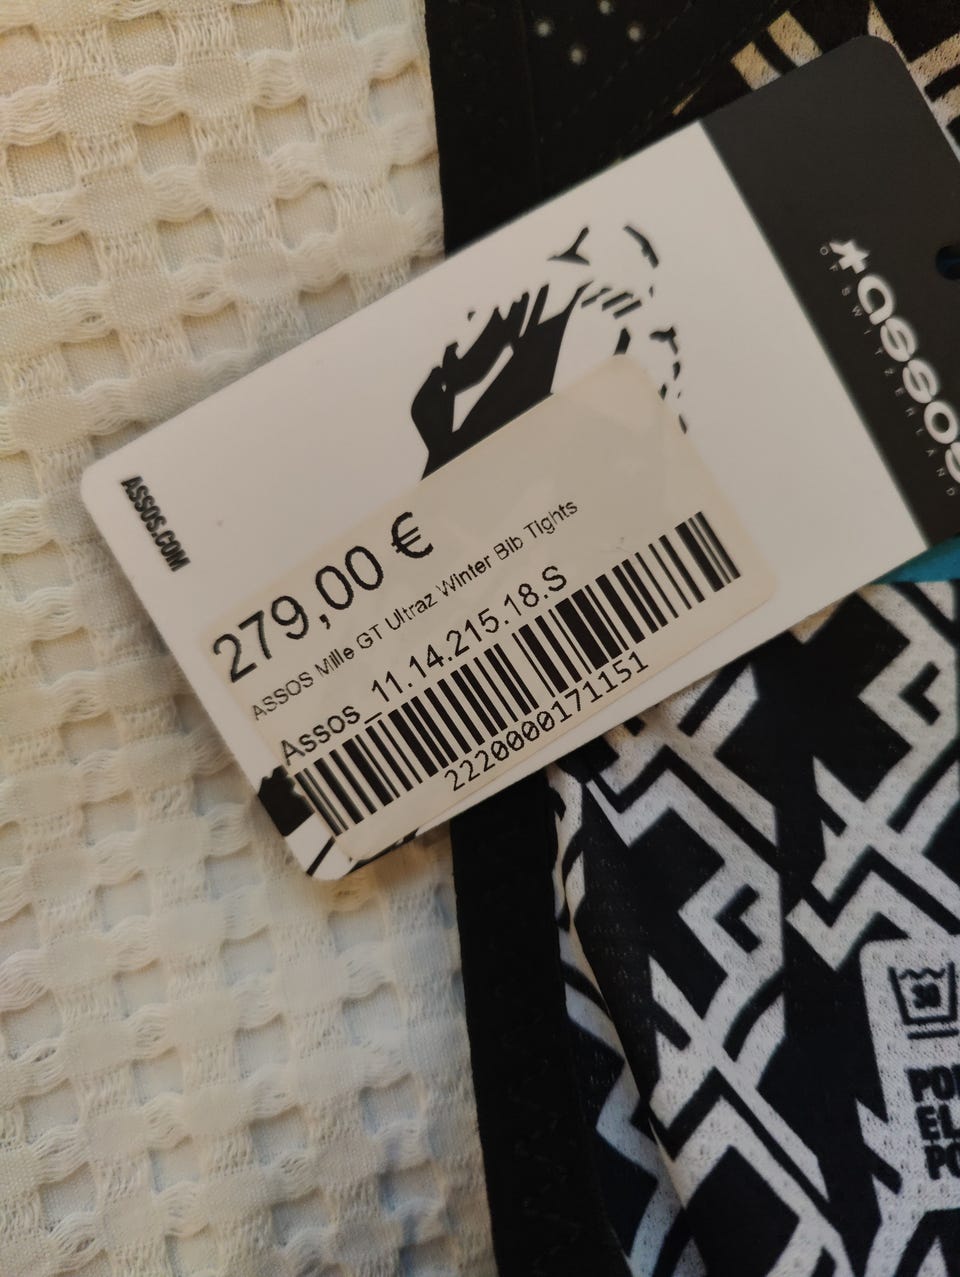 assos
OF SWITZERLAND
ASSOS.COM
279,00 €
ASSOS Mille GT Ultraz Winter Bib Tights
Assos_11.14.215.18.S
2220000171151
30